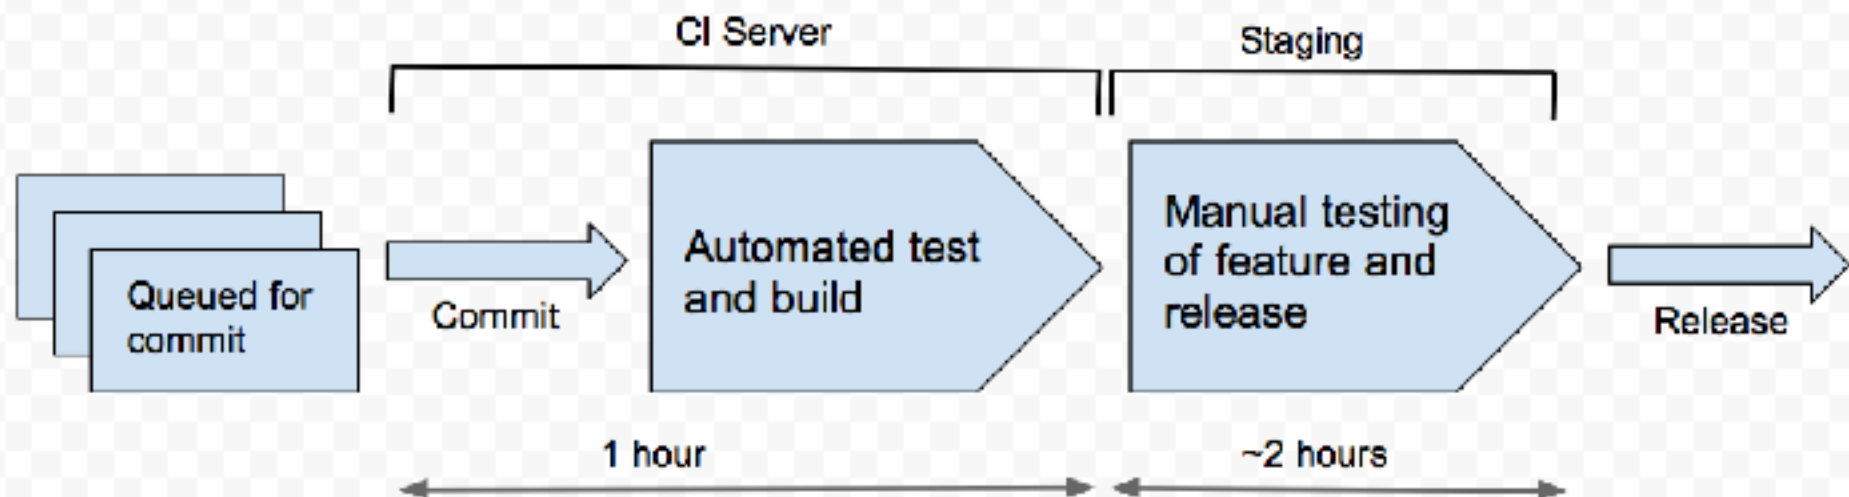 CI Server
Staging
Queued for
commit
Commit
Automated test
and build
Manual testing
of feature and
release
Release
1 hour
~2 hours